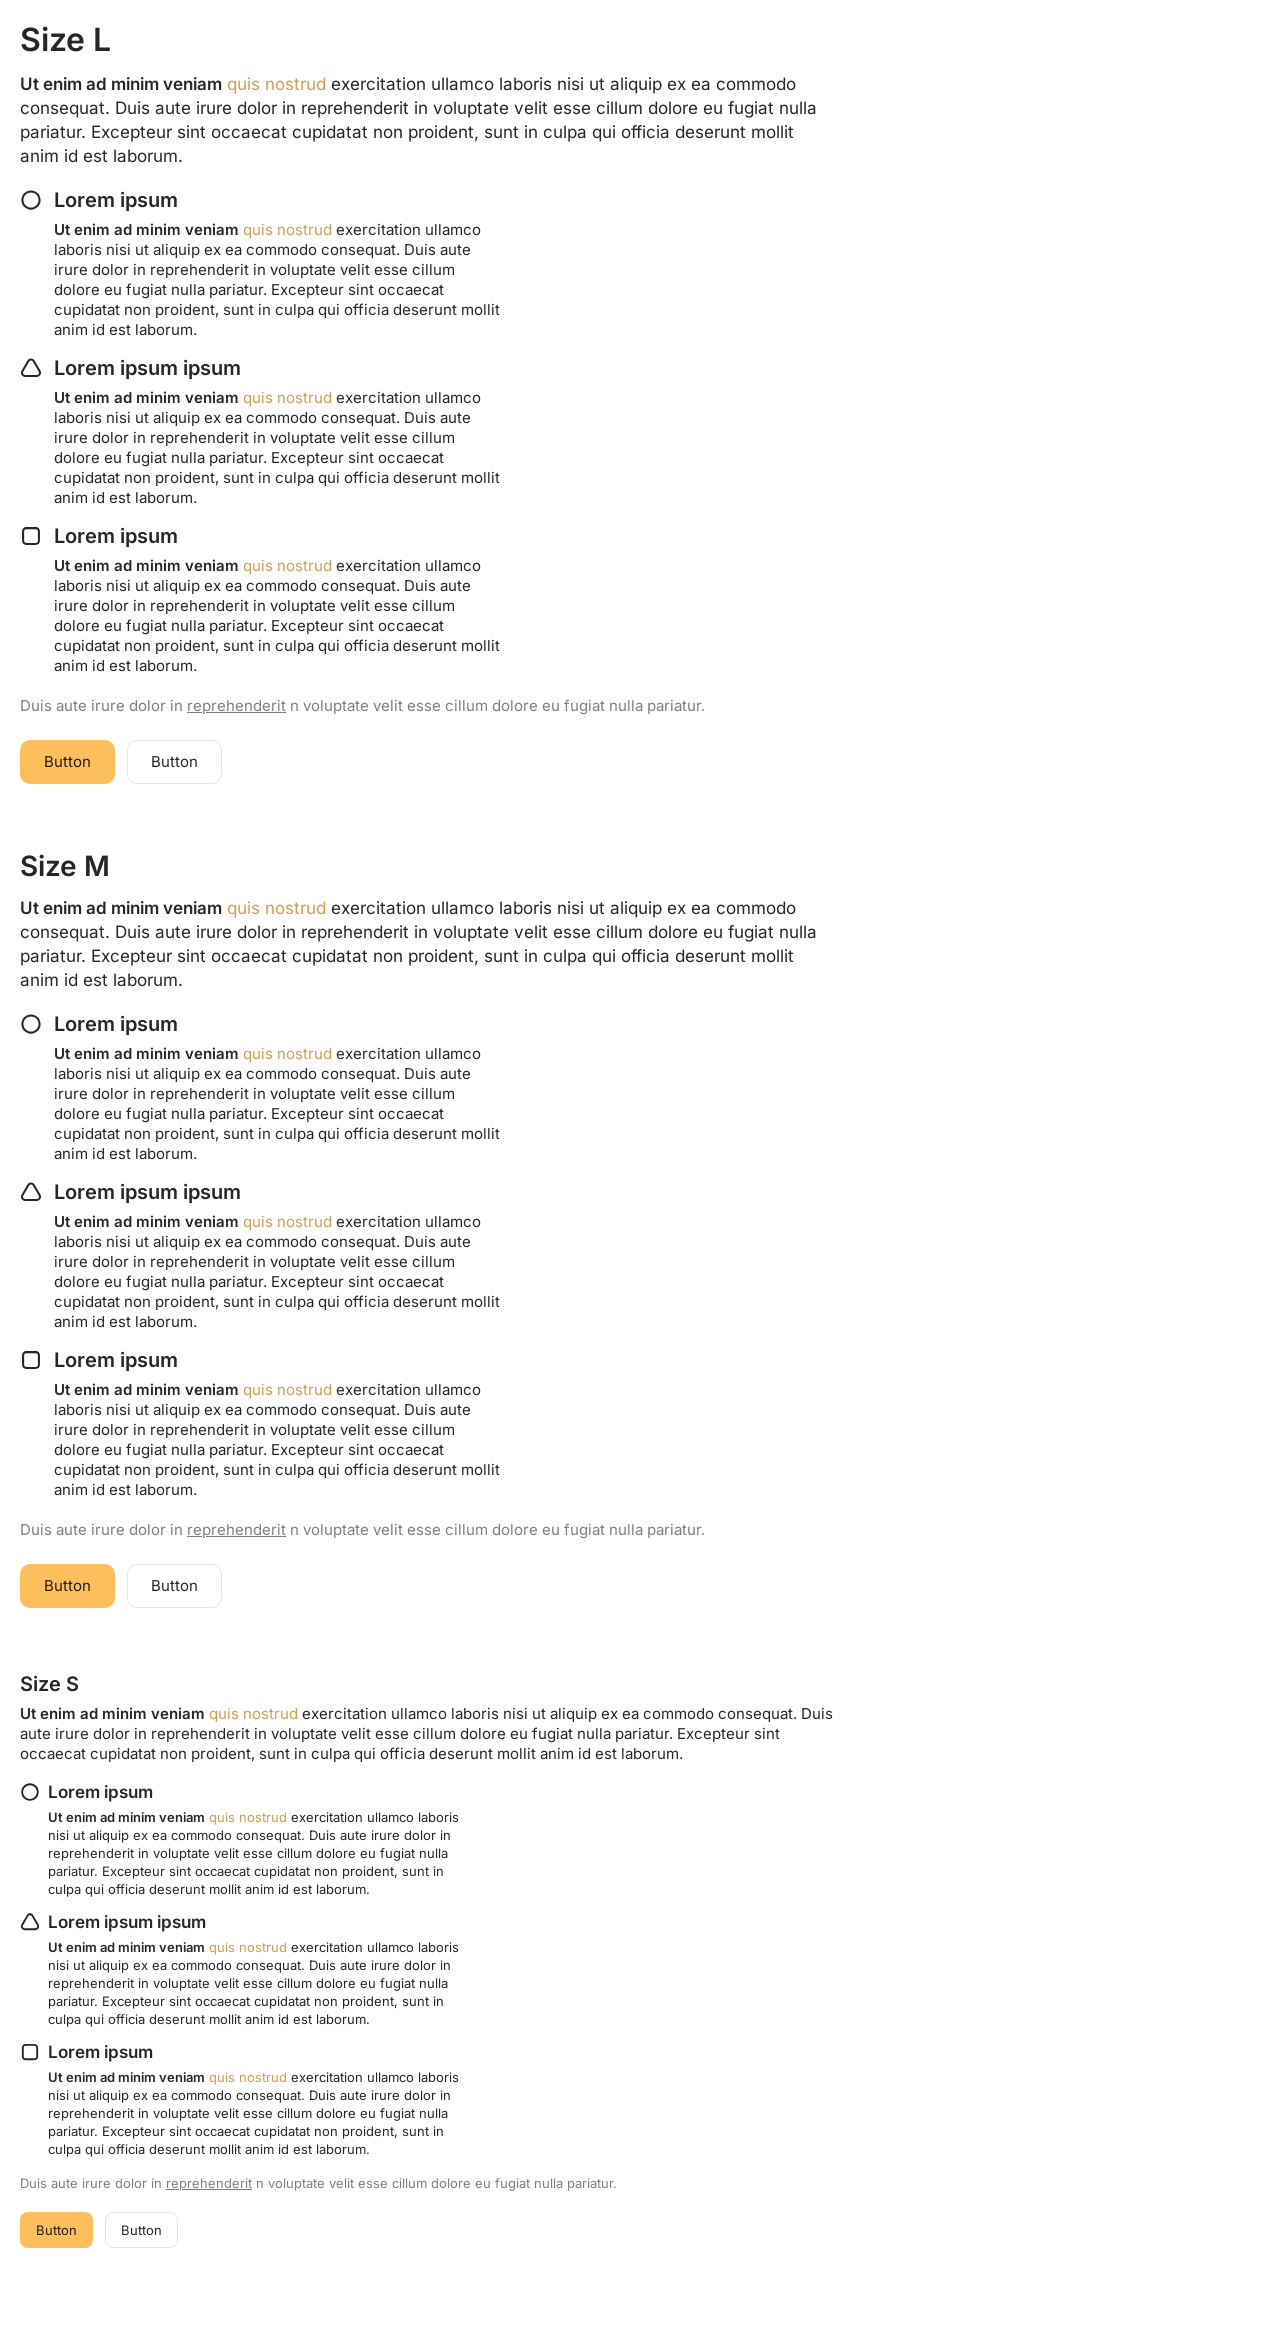 Size L
Ut enim ad minim veniam quis nostrud exercitation ullamco laboris nisi ut aliquip ex ea commodo
consequat. Duis aute irure dolor in reprehenderit in voluptate velit esse cillum dolore eu fugiat nulla
pariatur. Excepteur sint occaecat cupidatat non proident, sunt in culpa qui officia deserunt mollit
anim id est laborum.
Lorem ipsum
Ut enim ad minim veniam quis nostrud exercitation ullamco
laboris nisi ut aliquip ex ea commodo consequat. Duis aute
irure dolor in reprehenderit in voluptate velit esse cillum
dolore eu fugiat nulla pariatur. Excepteur sint occaecat
cupidatat non proident, sunt in culpa qui officia deserunt mollit
anim id est laborum.
Lorem ipsum ipsum
Ut enim ad minim veniam quis nostrud exercitation ullamco
laboris nisi ut aliquip ex ea commodo consequat. Duis aute
irure dolor in reprehenderit in voluptate velit esse cillum
dolore eu fugiat nulla pariatur. Excepteur sint occaecat
cupidatat non proident, sunt in culpa qui officia deserunt mollit
anim id est laborum.
Lorem ipsum
Ut enim ad minim veniam quis nostrud exercitation ullamco
laboris nisi ut aliquip ex ea commodo consequat. Duis aute
irure dolor in reprehenderit in voluptate velit esse cillum
dolore eu fugiat nulla pariatur. Excepteur sint occaecat
cupidatat non proident, sunt in culpa qui officia deserunt mollit
anim id est laborum.
Duis aute irure dolor in reprehenderit n voluptate velit esse cillum dolore eu fugiat nulla pariatur.
Button Button
Size M
Ut enim ad minim veniam quis nostrud exercitation ullamco laboris nisi ut aliquip ex ea commodo
consequat. Duis aute irure dolor in reprehenderit in voluptate velit esse cillum dolore eu fugiat nulla
pariatur. Excepteur sint occaecat cupidatat non proident, sunt in culpa qui officia deserunt mollit
anim id est laborum.
Lorem ipsum
Ut enim ad minim veniam quis nostrud exercitation ullamco
laboris nisi ut aliquip ex ea commodo consequat. Duis aute
irure dolor in reprehenderit in voluptate velit esse cillum
dolore eu fugiat nulla pariatur. Excepteur sint occaecat
cupidatat non proident, sunt in culpa qui officia deserunt mollit
anim id est laborum.
Lorem ipsum ipsum
Ut enim ad minim veniam quis nostrud exercitation ullamco
laboris nisi ut aliquip ex ea commodo consequat. Duis aute
irure dolor in reprehenderit in voluptate velit esse cillum
dolore eu fugiat nulla pariatur. Excepteur sint occaecat
cupidatat non proident, sunt in culpa qui officia deserunt mollit
anim id est laborum.
Lorem ipsum
Ut enim ad minim veniam quis nostrud exercitation ullamco
laboris nisi ut aliquip ex ea commodo consequat. Duis aute
irure dolor in reprehenderit in voluptate velit esse cillum
dolore eu fugiat nulla pariatur. Excepteur sint occaecat
cupidatat non proident, sunt in culpa qui officia deserunt mollit
anim id est laborum.
Duis aute irure dolor in reprehenderit n voluptate velit esse cillum dolore eu fugiat nulla pariatur.
Button Button
Size S
Ut enim ad minim veniam quis nostrud exercitation ullamco laboris nisi ut aliquip ex ea commodo consequat. Duis
aute irure dolor in reprehenderit in voluptate velit esse cillum dolore eu fugiat nulla pariatur. Excepteur sint
occaecat cupidatat non proident, sunt in culpa qui officia deserunt mollit anim id est laborum.
Lorem ipsum
Ut enim ad minim veniam quis nostrud exercitation ullamco laboris
nisi ut aliquip ex ea commodo consequat. Duis aute irure dolor in
reprehenderit in voluptate velit esse cillum dolore eu fugiat nulla
pariatur. Excepteur sint occaecat cupidatat non proident, sunt in
culpa qui officia deserunt mollit anim id est laborum.
Lorem ipsum ipsum
Ut enim ad minim veniam quis nostrud exercitation ullamco laboris
nisi ut aliquip ex ea commodo consequat. Duis aute irure dolor in
reprehenderit in voluptate velit esse cillum dolore eu fugiat nulla
pariatur. Excepteur sint occaecat cupidatat non proident, sunt in
culpa qui officia deserunt mollit anim id est laborum.
Lorem ipsum
Ut enim ad minim veniam quis nostrud exercitation ullamco laboris
nisi ut aliquip ex ea commodo consequat. Duis aute irure dolor in
reprehenderit in voluptate velit esse cillum dolore eu fugiat nulla
pariatur. Excepteur sint occaecat cupidatat non proident, sunt in
culpa qui officia deserunt mollit anim id est laborum.
Duis aute irure dolor in reprehenderit n voluptate velit esse cillum dolore eu fugiat nulla pariatur.
Button Button